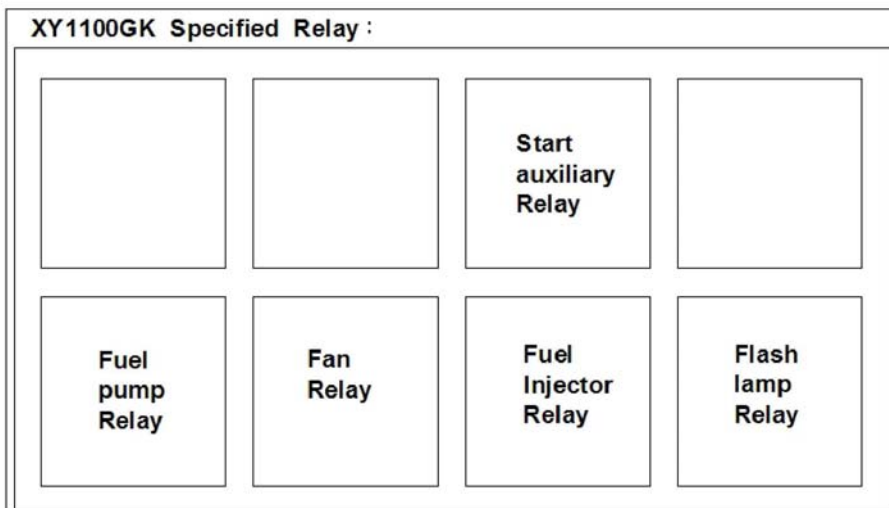 XY1100GK Specified Relay：
Start
auxiliary
Relay
Fuel
pump
Relay
Fan
Relay
Fuel
Injector
Relay
Flash
lamp
Relay